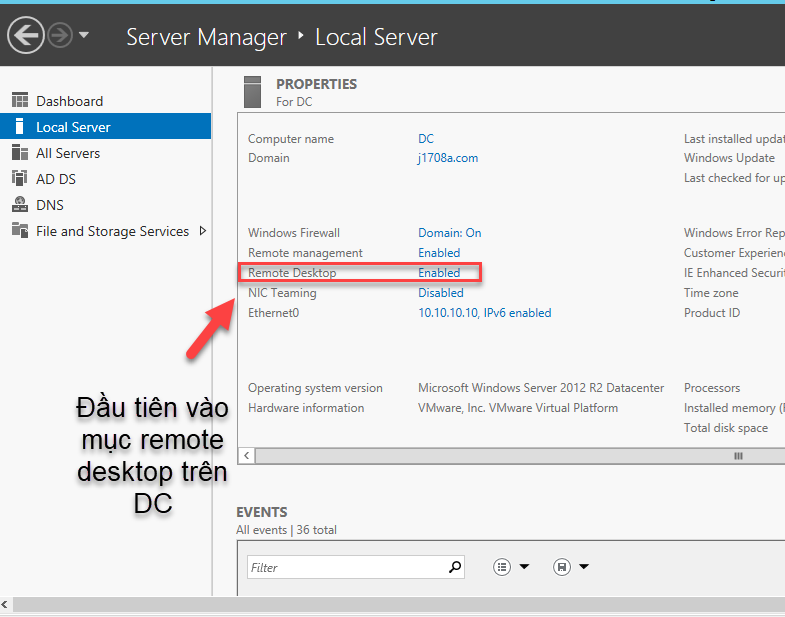 Server Manager ‣ Local Server
Dashboard
Local Server
All Servers
AD DS
DNS
File and Storage Services
PROPERTIES
For DC
Computer name DC Last installed updat
Domain j1708a.com Windows Update
Last checked for up
Windows Firewall Domain: On Windows Error Rep
Remote management Enabled Customer Experien
Remote Desktop Enabled IE Enhanced Securit
NIC Teaming Disabled Time zone
Ethernet0 10.10.10.10, IPv6 enabled Product ID
Operating system version Microsoft Windows Server 2012 R2 Datacenter Processors
Hardware information VMware, Inc. VMware Virtual Platform Installed memory (R
Total disk space
Đầu tiên vào
mục remote
desktop trên
DC
EVENTS
All events | 36 total
Filter